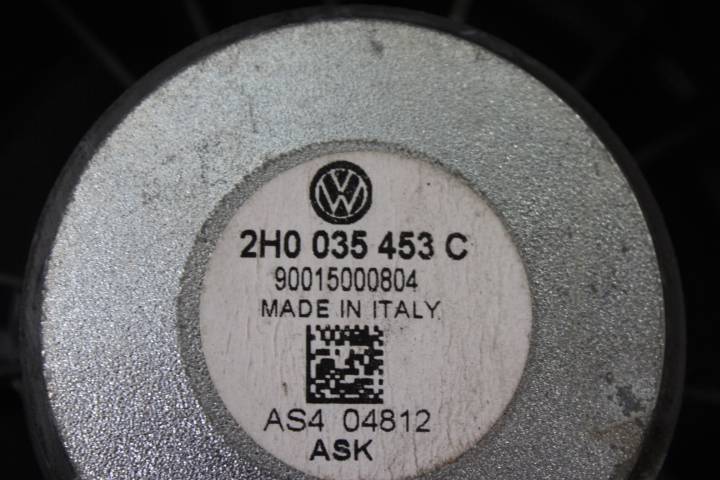 VW
2H0 035 453 C
90015000804
MADE IN ITALY
AS4 04812
ASK